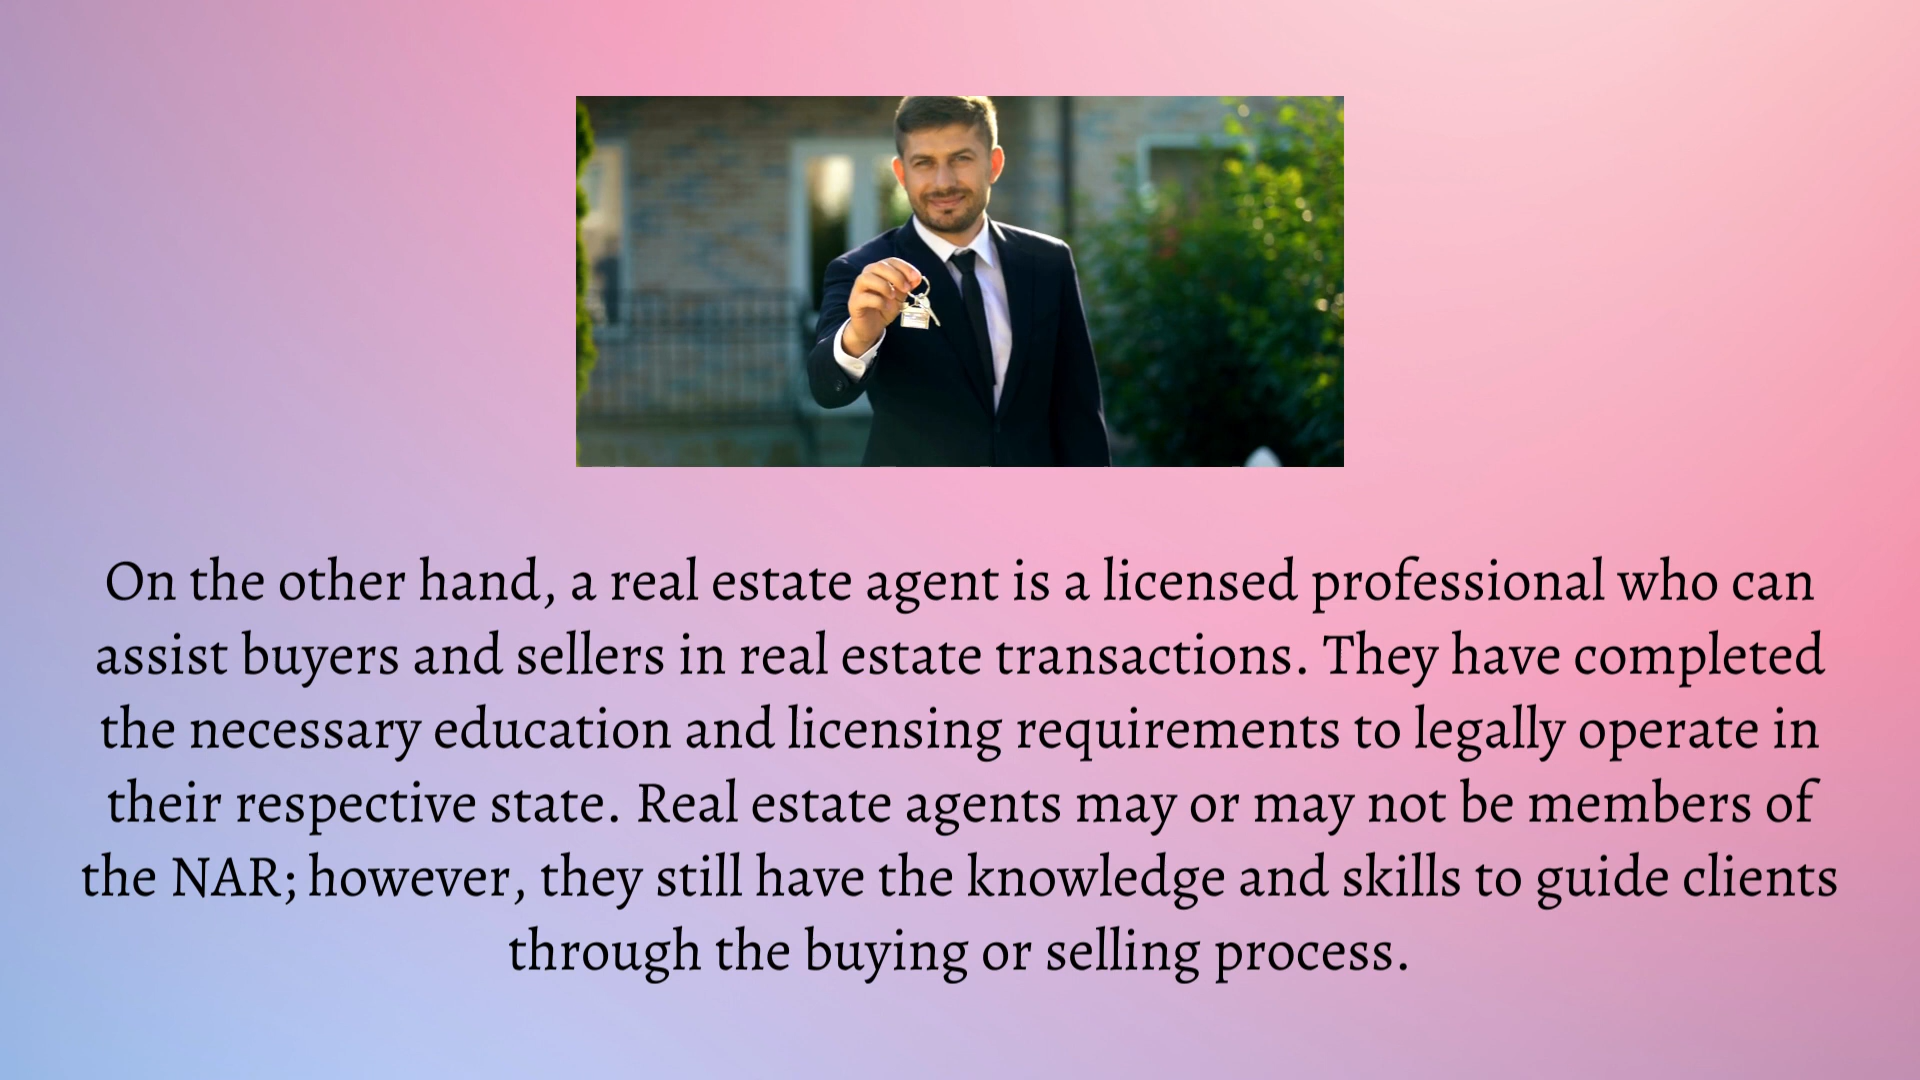 On the other hand, a real estate agent is a licensed professional who can
assist buyers and sellers in real estate transactions. They have completed
the necessary education and licensing requirements to legally operate in
their respective state. Real estate agents may or may not be members of
the NAR; however, they still have the knowledge and skills to guide clients
through the buying or selling process.